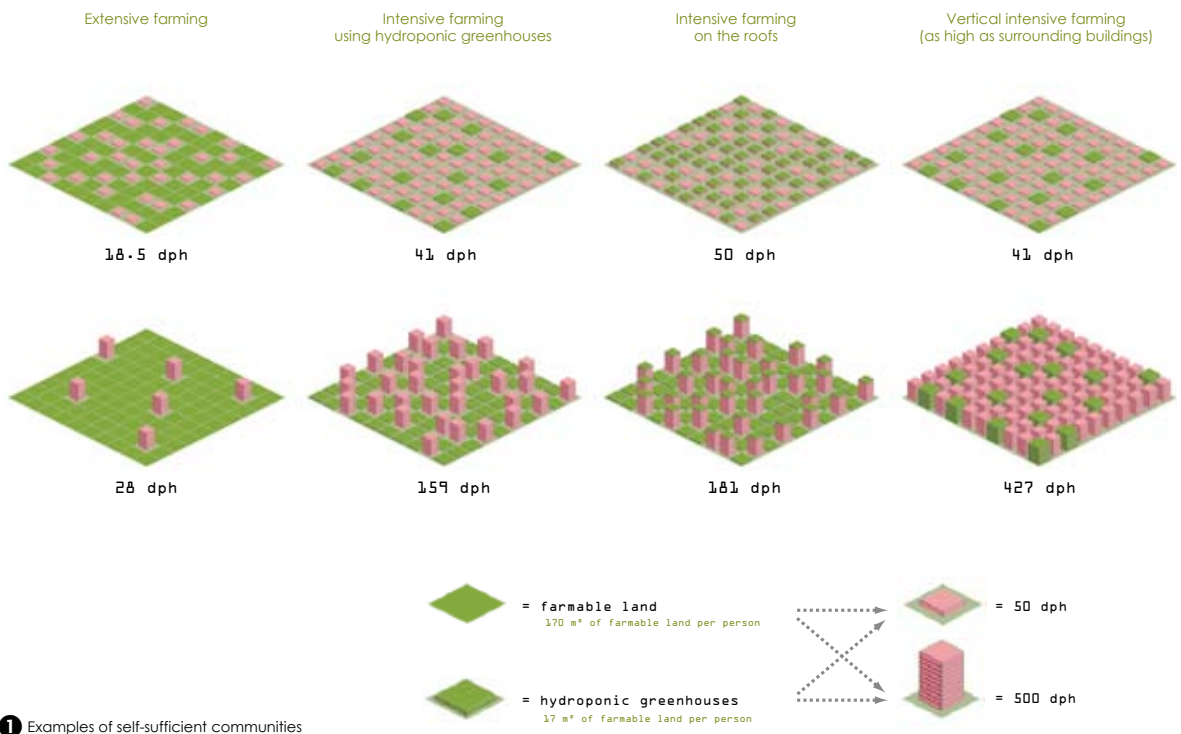 Extensive farming
Intensive farming
using hydroponic greenhouses
Intensive farming
on the roofs
Vertical intensive farming
(as high as surrounding buildings)
18.5 dph
41 dph
50 dph
41 dph
28 dph
159 dph
181 dph
427 dph
= farmable land
170 m² of farmable land per person
= 50 dph
= hydroponic greenhouses
17 m² of farmable land per person
= 500 dph
1 Examples of self-sufficient communities